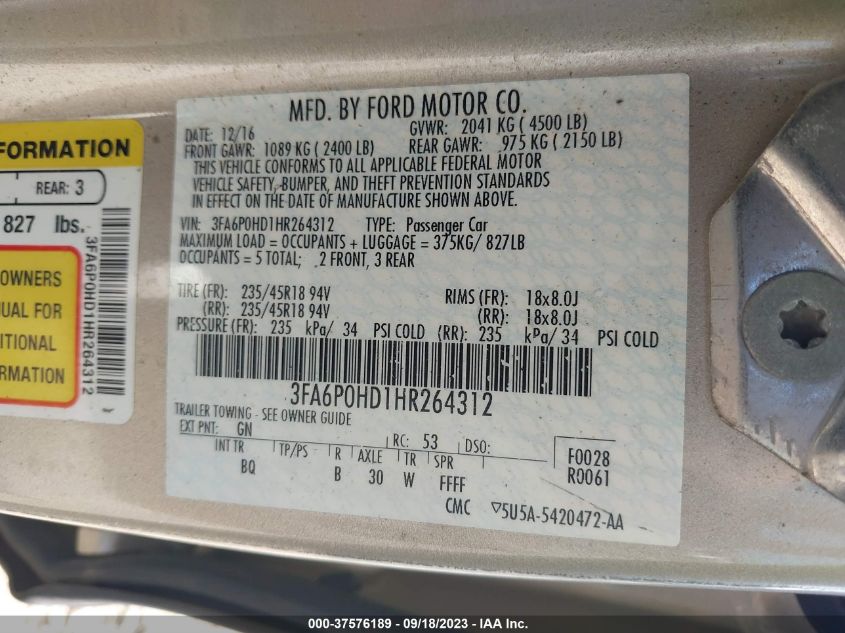 FORMATION
REAR: 3
827 lbs.
OWNERS
NUAL FOR
ITIONAL
RMATION
3FA6P0HD1HR264312
MFD. BY FORD MOTOR CO.
DATE: 12/16 GVWR: 2041 KG ( 4500 LB)
FRONT GAWR: 1089 KG ( 2400 LB) REAR GAWR: 975 KG ( 2150 LB)
THIS VEHICLE CONFORMS TO ALL APPLICABLE FEDERAL MOTOR
VEHICLE SAFETY, BUMPER, AND THEFT PREVENTION STANDARDS
IN EFFECT ON THE DATE OF MANUFACTURE SHOWN ABOVE.
VIN: 3FA6P0HD1HR264312 TYPE: Passenger Car
MAXIMUM LOAD = OCCUPANTS + LUGGAGE = 375KG/ 827LB
OCCUPANTS = 5 TOTAL; 2 FRONT, 3 REAR
TIRE (FR): 235/45R18 94V RIMS (FR): 18x8.0J
(RR): 235/45R18 94V (RR): 18x8.0J
PRESSURE (FR): 235 kPa/ 34 PSI COLD (RR): 235 kPa/ 34 PSI COLD
3FA6P0HD1HR264312
TRAILER TOWING - SEE OWNER GUIDE
EXT PNT: GN RC: 53 DSO: F0028
INT TR TP/PS R AXLE TR SPR R0061
BQ B 30 W FFFF
CMC ▽5U5A-5420472-AA
000-37576189 - 09/18/2023 - IAA Inc.